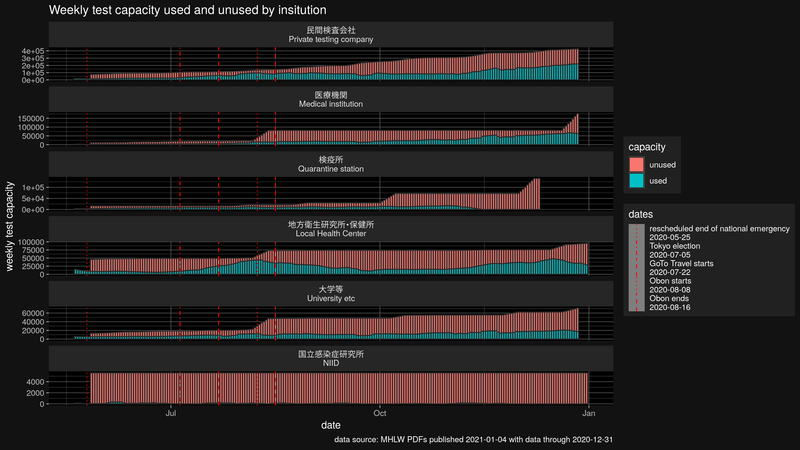 Weekly test capacity used and unused by insitution
民間検査会社
Private testing company
4e+05
3e+05
2e+05
1e+05
0e+00
医療機関
Medical institution
150000
100000
50000
0
検疫所
Quarantine station
1e+05
5e+04
0e+00
地方衛生研究所・保健所
Local Health Center
100000
75000
50000
25000
0
大学等
University etc
60000
40000
20000
0
国立感染症研究所
NIID
4000
2000
0
Jul
Oct
Jan
date
weekly test capacity
data source: MHLW PDFs published 2021-01-04 with data through 2020-12-31
capacity
unused
used
dates
rescheduled end of national emergency
2020-05-25
Tokyo election
2020-07-05
GoTo Travel starts
2020-07-22
Obon starts
2020-08-08
Obon ends
2020-08-16